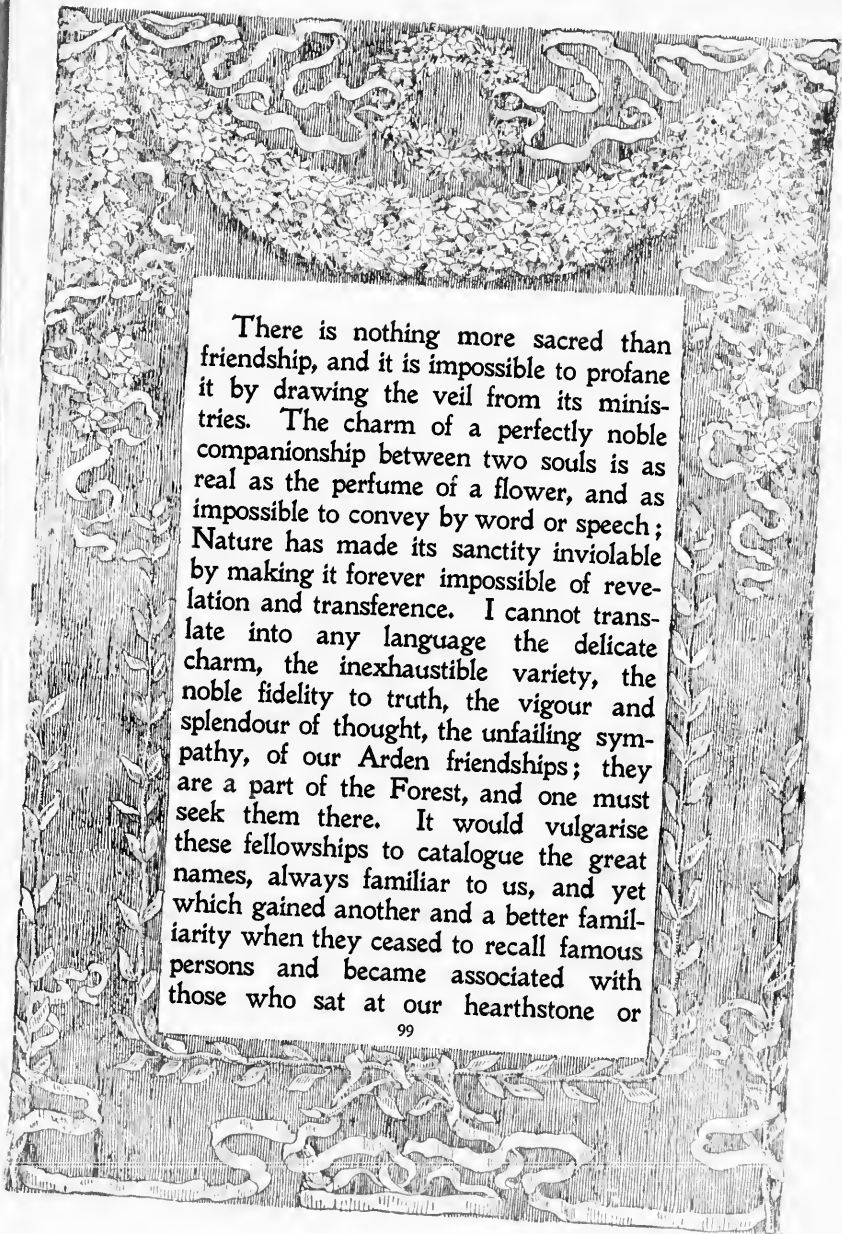 There is nothing more sacred than
friendship, and it is impossible to profane
it by drawing the veil from its minis-
tries. The charm of a perfectly noble
companionship between two souls is as
real as the perfume of a flower, and as
impossible to convey by word or speech;
Nature has made its sanctity inviolable
by making it forever impossible of reve-
lation and transference. I cannot trans-
late into any language the delicate
charm, the inexhaustible variety, the
noble fidelity to truth, the vigour and
splendour of thought, the unfailing sym-
pathy, of our Arden friendships; they
are a part of the Forest, and one must
seek them there. It would vulgarise
these fellowships to catalogue the great
names, always familiar to us, and yet
which gained another and a better famil-
iarity when they ceased to recall famous
persons and became associated with
those who sat at our hearthstone or
99